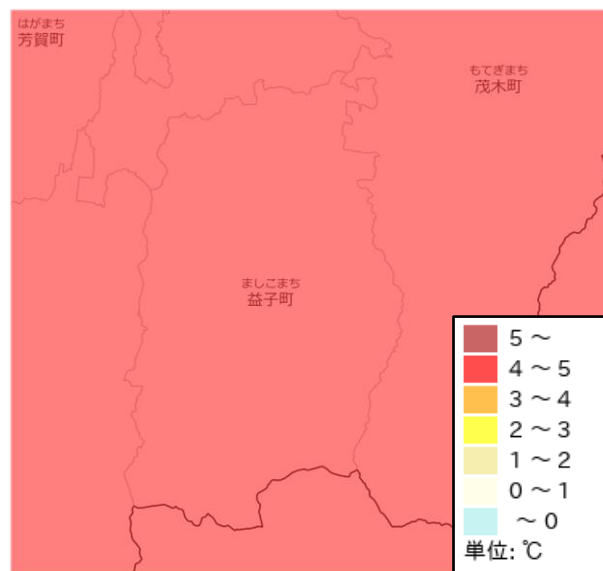 はがまち
芳賀町
もてぎまち
茂木町
ましこまち
益子町
5 ～
4 ～ 5
3 ～ 4
2 ～ 3
1 ～ 2
0 ～ 1
～ 0
単位: ℃